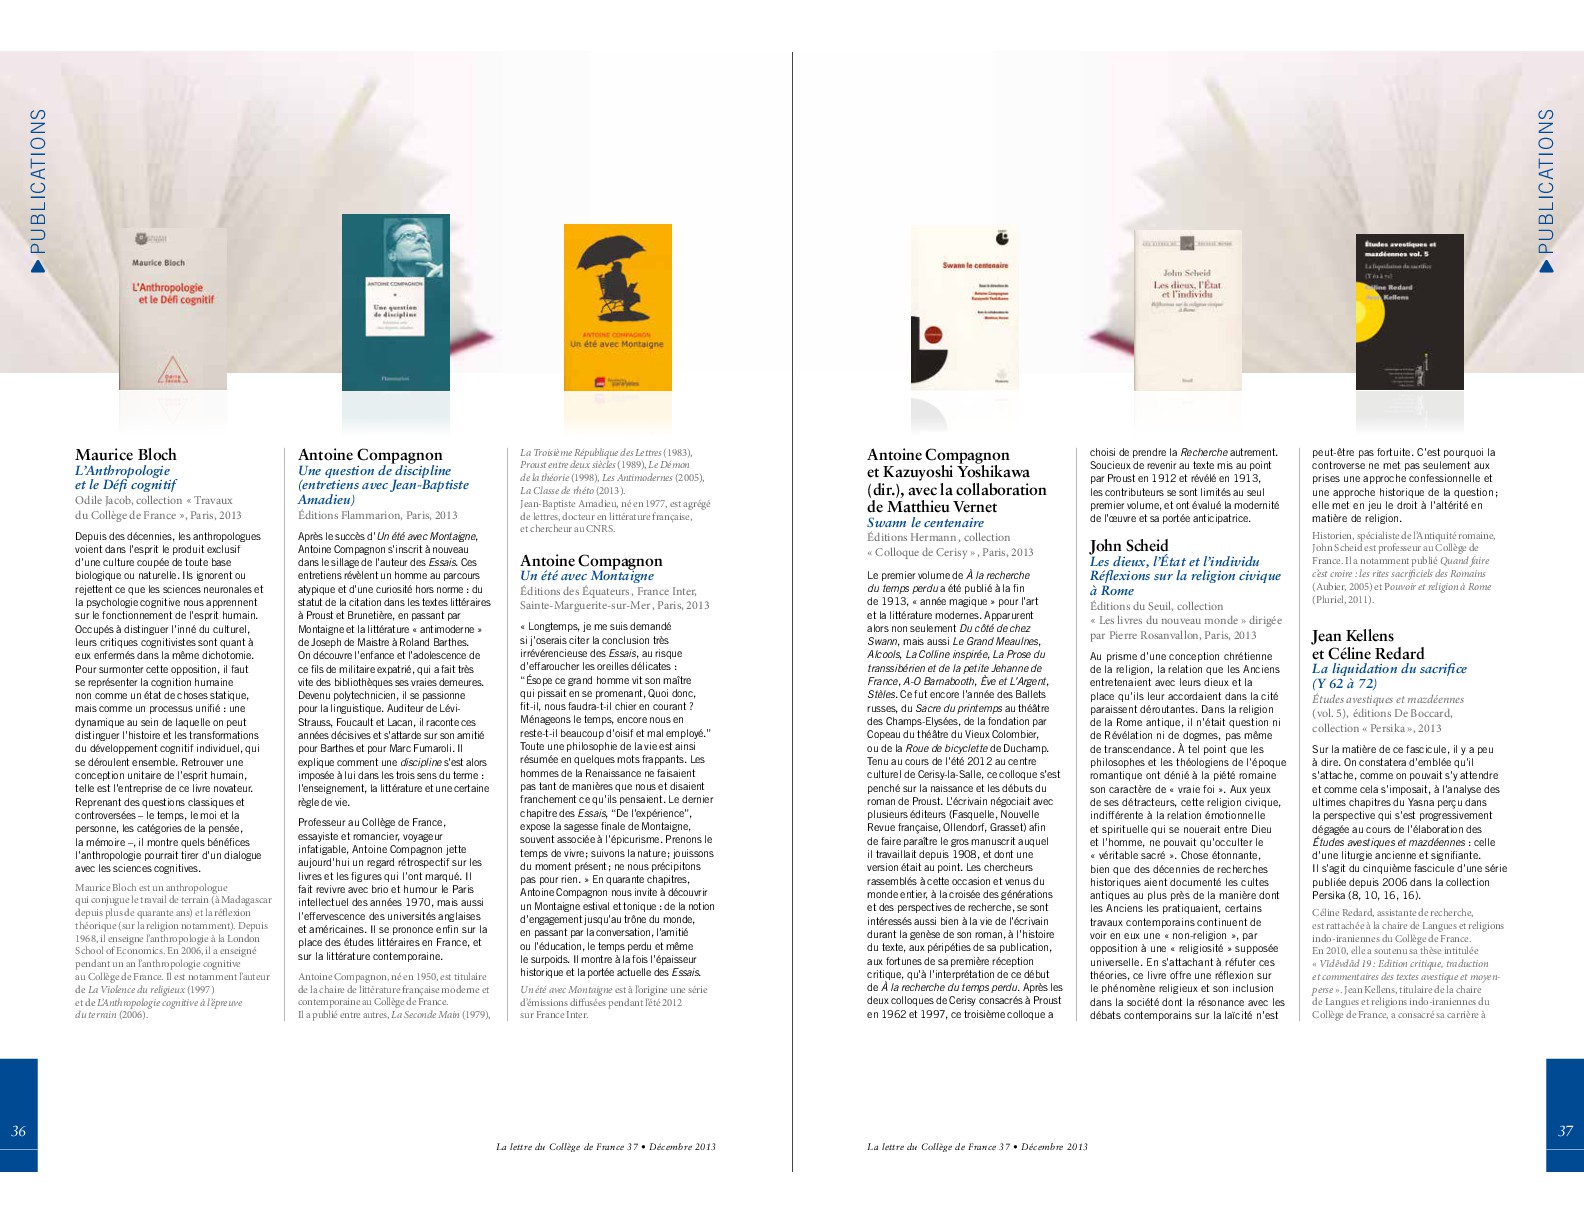 PUBLICATIONS
Maurice Bloch
L'Anthropologie
et le Défi cognitif
Odile Jacob
ANTOINE COMPAGNON
Une question
de discipline
Flammarion
ANTOINE COMPAGNON
Un été avec Montaigne
Maurice Bloch
L'Anthropologie
et le Défi cognitif
Odile Jacob, collection « Travaux
du Collège de France », Paris, 2013
Depuis des décennies, les anthropologues
voient dans l'esprit le produit exclusif
d'une culture coupée de toute base
biologique ou naturelle. Ils ignorent ou
rejettent ce que les sciences neuronales et
la psychologie cognitive nous apprennent
sur le fonctionnement de l'esprit humain.
Occupés à distinguer l'inné du culturel,
leurs critiques cognitivistes sont quant à
eux enfermés dans la même dichotomie.
Pour surmonter cette opposition, il faut
se représenter la cognition humaine
non comme un état de choses statique,
mais comme un processus unifié : une
dynamique au sein de laquelle on peut
distinguer l'histoire et les transformations
du développement cognitif individuel, qui
se déroulent ensemble. Retrouver une
conception unitaire de l'esprit humain,
telle est l'entreprise de ce livre novateur.
Reprenant des questions classiques et
controversées – le temps, le moi et la
personne, les catégories de la pensée,
la mémoire –, il montre quels bénéfices
l'anthropologie pourrait tirer d'un dialogue
avec les sciences cognitives.
Maurice Bloch est un anthropologue
qui conjugue le travail de terrain (à Madagascar
depuis plus de quarante ans) et la réflexion
théorique (sur la religion notamment). Depuis
1968, il enseigne l'anthropologie à la London
School of Economics. En 2006, il a enseigné
pendant un an l'anthropologie cognitive
au Collège de France. Il est notamment l'auteur
de La Violence du religieux (1997)
et de L'Anthropologie cognitive à l'épreuve
du terrain (2006).
Antoine Compagnon
Une question de discipline
(entretiens avec Jean-Baptiste
Amadieu)
Éditions Flammarion, Paris, 2013
Après le succès d'Un été avec Montaigne,
Antoine Compagnon s'inscrit à nouveau
dans le sillage de l'auteur des Essais. Ces
entretiens révèlent un homme au parcours
atypique et d'une curiosité hors norme : du
statut de la citation dans les textes littéraires
à Proust et Brunetière, en passant par
Montaigne et la littérature « antimoderne »
de Joseph de Maistre à Roland Barthes.
On découvre l'enfance et l'adolescence de
ce fils de militaire expatrié, qui a fait très
vite des bibliothèques ses vraies demeures.
Devenu polytechnicien, il se passionne
pour la linguistique. Auditeur de Lévi-
Strauss, Foucault et Lacan, il raconte ces
années décisives et s'attarde sur son amitié
pour Barthes et pour Marc Fumaroli. Il
explique comment une discipline s'est alors
imposée à lui dans les trois sens du terme :
l'enseignement, la littérature et une certaine
règle de vie.
Professeur au Collège de France,
essayiste et romancier, voyageur
infatigable, Antoine Compagnon jette
aujourd'hui un regard rétrospectif sur les
livres et les figures qui l'ont marqué. Il
fait revivre avec brio et humour le Paris
intellectuel des années 1970, mais aussi
l'effervescence des universités anglaises
et américaines. Il se prononce enfin sur la
place des études littéraires en France, et
sur la littérature contemporaine.
Antoine Compagnon, né en 1950, est titulaire
de la chaire de littérature française moderne et
contemporaine au Collège de France.
Il a publié entre autres, La Seconde Main (1979),
La Troisième République des Lettres (1983),
Proust entre deux siècles (1989), Le Démon
de la théorie (1998), Les Antimodernes (2005),
La Classe de rhéto (2013).
Jean-Baptiste Amadieu, né en 1977, est agrégé
de lettres, docteur en littérature française,
et chercheur au CNRS.
Antoine Compagnon
Un été avec Montaigne
Éditions des Équateurs, France Inter,
Sainte-Marguerite-sur-Mer, Paris, 2013
« Longtemps, je me suis demandé
si j'oserais citer la conclusion très
irrévérencieuse des Essais, au risque
d'effaroucher les oreilles délicates :
“Ésope ce grand homme vit son maître
qui pissait en se promenant, Quoi donc,
fit-il, nous faudra-t-il chier en courant ?
Ménageons le temps, encore nous en
reste-t-il beaucoup d'oisif et mal employé.”
Toute une philosophie de la vie est ainsi
résumée en quelques mots frappants. Les
hommes de la Renaissance ne faisaient
pas tant de manières que nous et disaient
franchement ce qu'ils pensaient. Le dernier
chapitre des Essais, “De l'expérience”,
expose la sagesse finale de Montaigne,
souvent associée à l'épicurisme. Prenons le
temps de vivre ; suivons la nature ; jouissons
du moment présent ; ne nous précipitons
pas pour rien. » En quarante chapitres,
Antoine Compagnon nous invite à découvrir
un Montaigne estival et tonique : de la notion
d'engagement jusqu'au trône du monde,
en passant par la conversation, l'amitié
ou l'éducation, le temps perdu et même
le surpoids. Il montre à la fois l'épaisseur
historique et la portée actuelle des Essais.
Un été avec Montaigne est à l'origine une série
d'émissions diffusées pendant l'été 2012
sur France Inter.
36
La lettre du Collège de France 37 • Décembre 2013
PUBLICATIONS
Swann le centenaire
Sous la direction de
Antoine Compagnon
Kazuyoshi Yoshikawa
John Scheid
Les dieux, l'État
et l'individu
Réflexions sur la religion civique
à Rome
Seuil
Études avestiques et
mazdéennes vol. 5
La liquidation du sacrifice
(Y 62 à 72)
Céline Redard
Jean Kellens
Antoine Compagnon
et Kazuyoshi Yoshikawa
(dir.), avec la collaboration
de Matthieu Vernet
Swann le centenaire
Éditions Hermann, collection
« Colloque de Cerisy », Paris, 2013
Le premier volume de À la recherche
du temps perdu a été publié à la fin
de 1913, « année magique » pour l'art
et la littérature modernes. Apparurent
alors non seulement Du côté de chez
Swann, mais aussi Le Grand Meaulnes,
Alcools, La Colline inspirée, La Prose du
transsibérien et de la petite Jehanne de
France, A-O Barnabooth, Ève et L'Argent,
Stèles. Ce fut encore l'année des Ballets
russes, du Sacre du printemps au théâtre
des Champs-Elysées, de la fondation par
Copeau du théâtre du Vieux Colombier,
ou de la Roue de bicyclette de Duchamp.
Tenu au cours de l'été 2012 au centre
culturel de Cerisy-la-Salle, ce colloque s'est
penché sur la naissance et les débuts du
roman de Proust. L'écrivain négociait avec
plusieurs éditeurs (Fasquelle, Nouvelle
Revue française, Ollendorf, Grasset) afin
de faire paraître le gros manuscrit auquel
il travaillait depuis 1908, et dont une
version était au point. Les chercheurs
rassemblés à cette occasion et venus du
monde entier, à la croisée des générations
et des perspectives de recherche, se sont
intéressés aussi bien à la vie de l'écrivain
durant la genèse de son roman, à l'histoire
du texte, aux péripéties de sa publication,
aux fortunes de sa première réception
critique, qu'à l'interprétation de ce début
de À la recherche du temps perdu. Après les
deux colloques de Cerisy consacrés à Proust
en 1962 et 1997, ce troisième colloque a
choisi de prendre la Recherche autrement.
Soucieux de revenir au texte mis au point
par Proust en 1912 et révélé en 1913,
les contributeurs se sont limités au seul
premier volume, et ont évalué la modernité
de l'œuvre et sa portée anticipatrice.
John Scheid
Les dieux, l'État et l'individu
Réflexions sur la religion civique
à Rome
Éditions du Seuil, collection
« Les livres du nouveau monde » dirigée
par Pierre Rosanvallon, Paris, 2013
Au prisme d'une conception chrétienne
de la religion, la relation que les Anciens
entretenaient avec leurs dieux et la
place qu'ils leur accordaient dans la cité
paraissent déroutantes. Dans la religion
de la Rome antique, il n'était question ni
de Révélation ni de dogmes, pas même
de transcendance. À tel point que les
philosophes et les théologiens de l'époque
romantique ont dénié à la piété romaine
son caractère de « vraie foi ». Aux yeux
de ses détracteurs, cette religion civique,
indifférente à la relation émotionnelle
et spirituelle qui se nouerait entre Dieu
et l'homme, ne pouvait qu'occulter le
« véritable sacré ». Chose étonnante,
bien que des décennies de recherches
historiques aient documenté les cultes
antiques au plus près de la manière dont
les Anciens les pratiquaient, certains
travaux contemporains continuent de
voir en eux une « non-religion », par
opposition à une « religiosité » supposée
universelle. En s'attachant à réfuter ces
théories, ce livre offre une réflexion sur
le phénomène religieux et son inclusion
dans la société dont la résonance avec les
débats contemporains sur la laïcité n'est
peut-être pas fortuite. C'est pourquoi la
controverse ne met pas seulement aux
prises une approche confessionnelle et
une approche historique de la question ;
elle met en jeu le droit à l'altérité en
matière de religion.
Historien, spécialiste de l'Antiquité romaine,
John Scheid est professeur au Collège de
France. Il a notamment publié Quand faire
c'est croire : les rites sacrificiels des Romains
(Aubier, 2005) et Pouvoir et religion à Rome
(Pluriel, 2011).
Jean Kellens
et Céline Redard
La liquidation du sacrifice
(Y 62 à 72)
Études avestiques et mazdéennes
(vol. 5), éditions De Boccard,
collection « Persika », 2013
Sur la matière de ce fascicule, il y a peu
à dire. On constatera d'emblée qu'il
s'attache, comme on pouvait s'y attendre
et comme cela s'imposait, à l'analyse des
ultimes chapitres du Yasna perçu dans
la perspective qui s'est progressivement
dégagée au cours de l'élaboration des
Études avestiques et mazdéennes : celle
d'une liturgie ancienne et signifiante.
Il s'agit du cinquième fascicule d'une série
publiée depuis 2006 dans la collection
Persika (8, 10, 16, 16).
Céline Redard, assistante de recherche,
est rattachée à la chaire de Langues et religions
indo-iraniennes du Collège de France.
En 2010, elle a soutenu sa thèse intitulée
« Vidēvdād 19 : Edition critique, traduction
et commentaires des textes avestique et moyen-
perse ». Jean Kellens, titulaire de la chaire
de Langues et religions indo-iraniennes du
Collège de France, a consacré sa carrière à
La lettre du Collège de France 37 • Décembre 2013
37